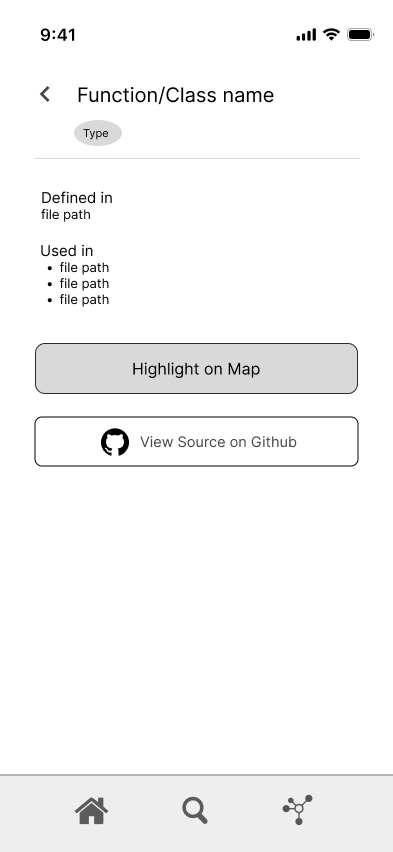 9:41
Function/Class name
Type
Defined in
file path
Used in
• file path
• file path
• file path
Highlight on Map
View Source on Github